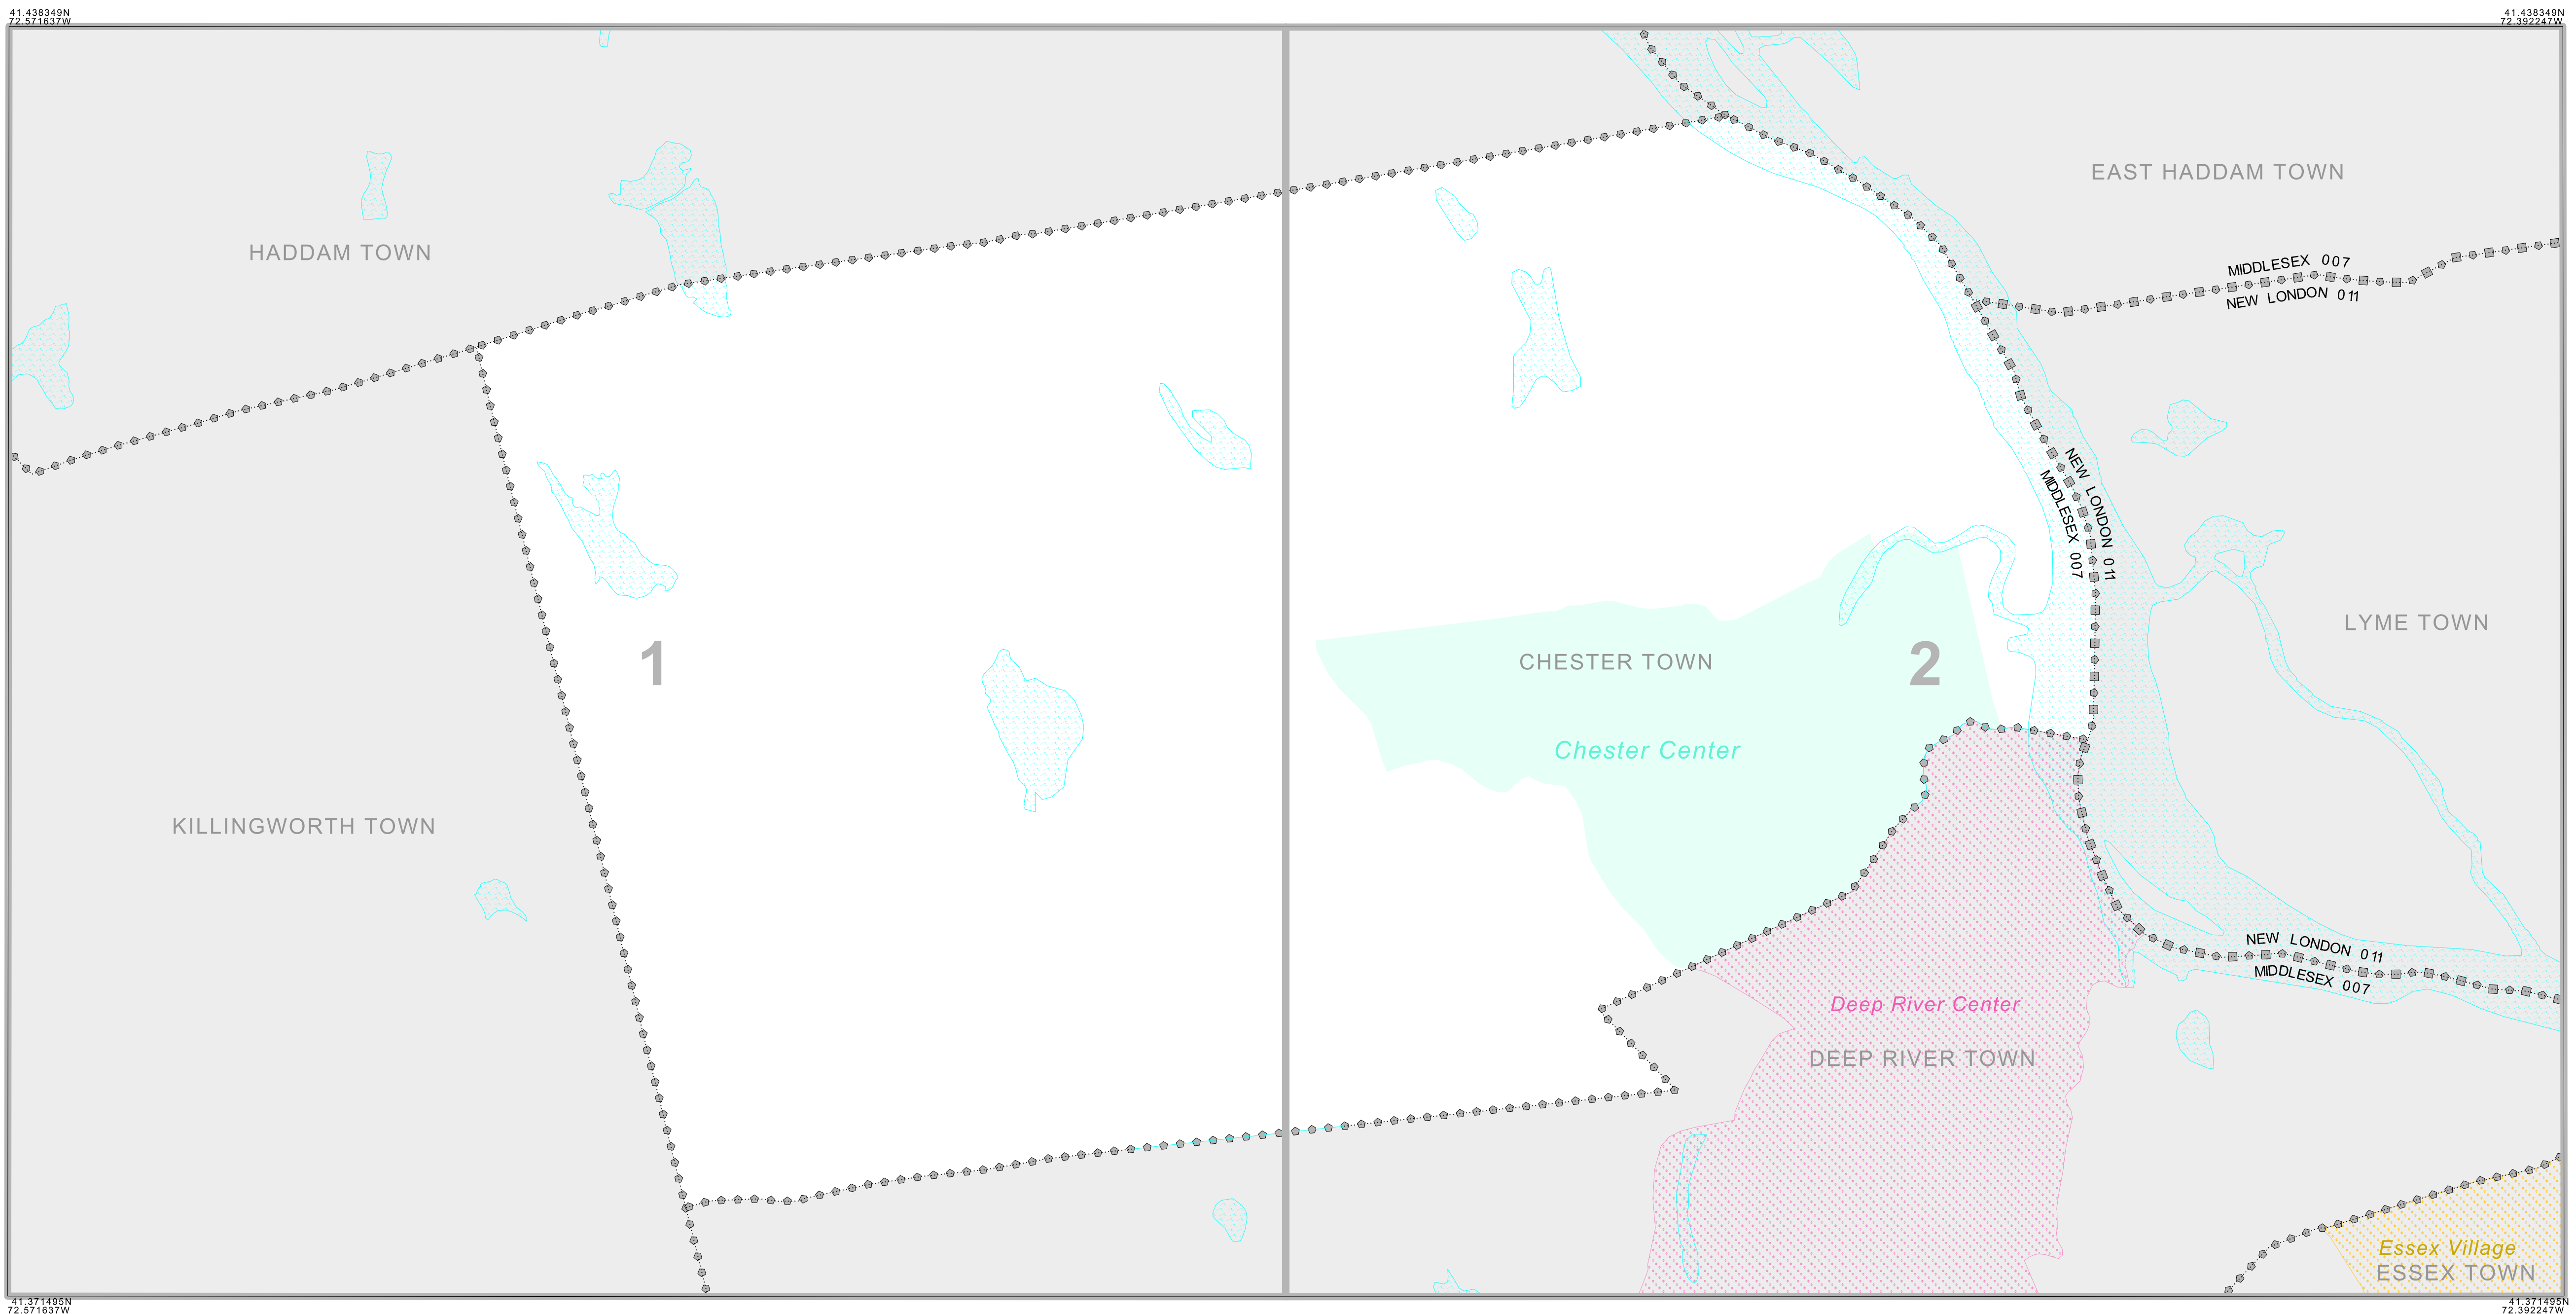 41.438349N
72.571637W
41.438349N
72.392247W
EAST HADDAM TOWN
HADDAM TOWN
MIDDLESEX 007
NEW LONDON 011
NEW LONDON 011
MIDDLESEX 007
LYME TOWN
1
CHESTER TOWN
2
Chester Center
KILLINGWORTH TOWN
NEW LONDON 011
MIDDLESEX 007
Deep River Center
DEEP RIVER TOWN
Essex Village
ESSEX TOWN
41.371495N
72.571637W
41.371495N
72.392247W